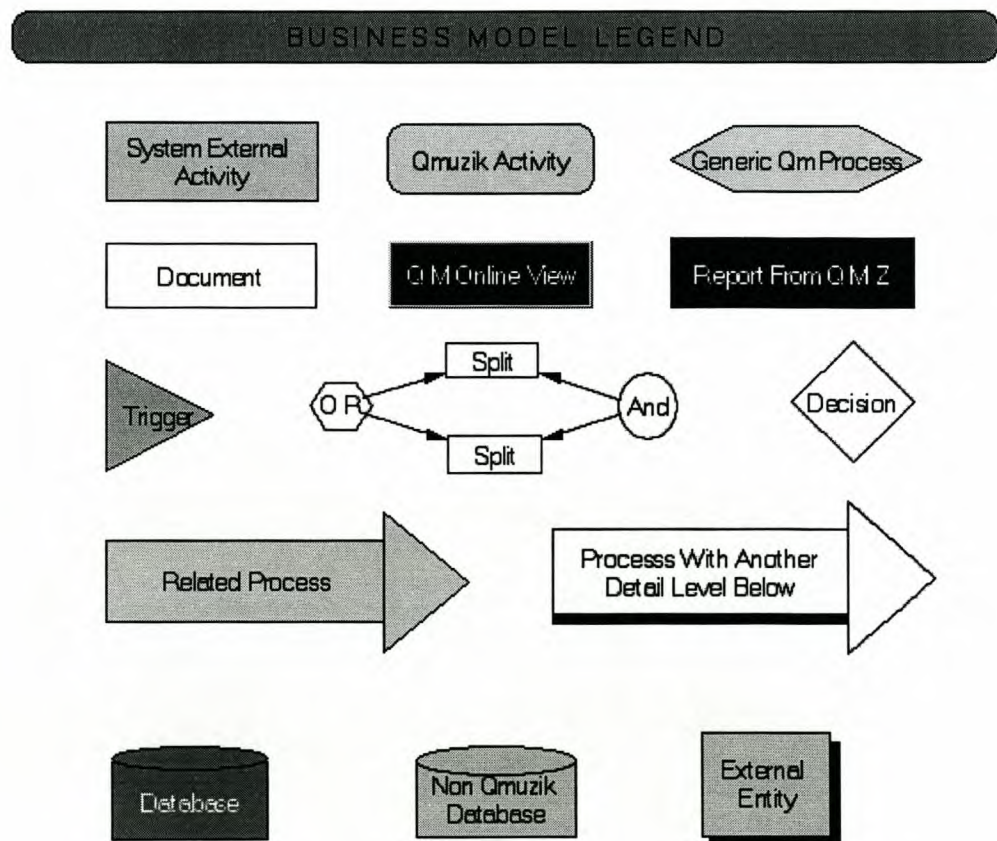 BUSINESS MODEL LEGEND
System External
Activity
Qmuzik Activity
Generic Qm Process
Document
Q M Online View
Report From Q M Z
Trigger
O R
Split
Split
And
Decision
Related Process
Processs With Another
Detail Level Below
Database
Non Qmuzik
Database
External
Entity